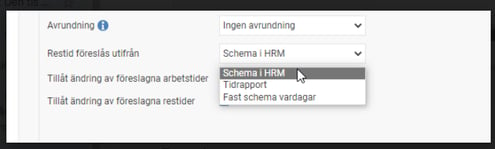 Avrundning Ingen avrundning
Restid föreslås utifrån Schema i HRM
Schema i HRM
Tillåt ändring av föreslagna arbetstider Tidrapport
Fast schema vardagar
Tillåt ändring av föreslagna restider